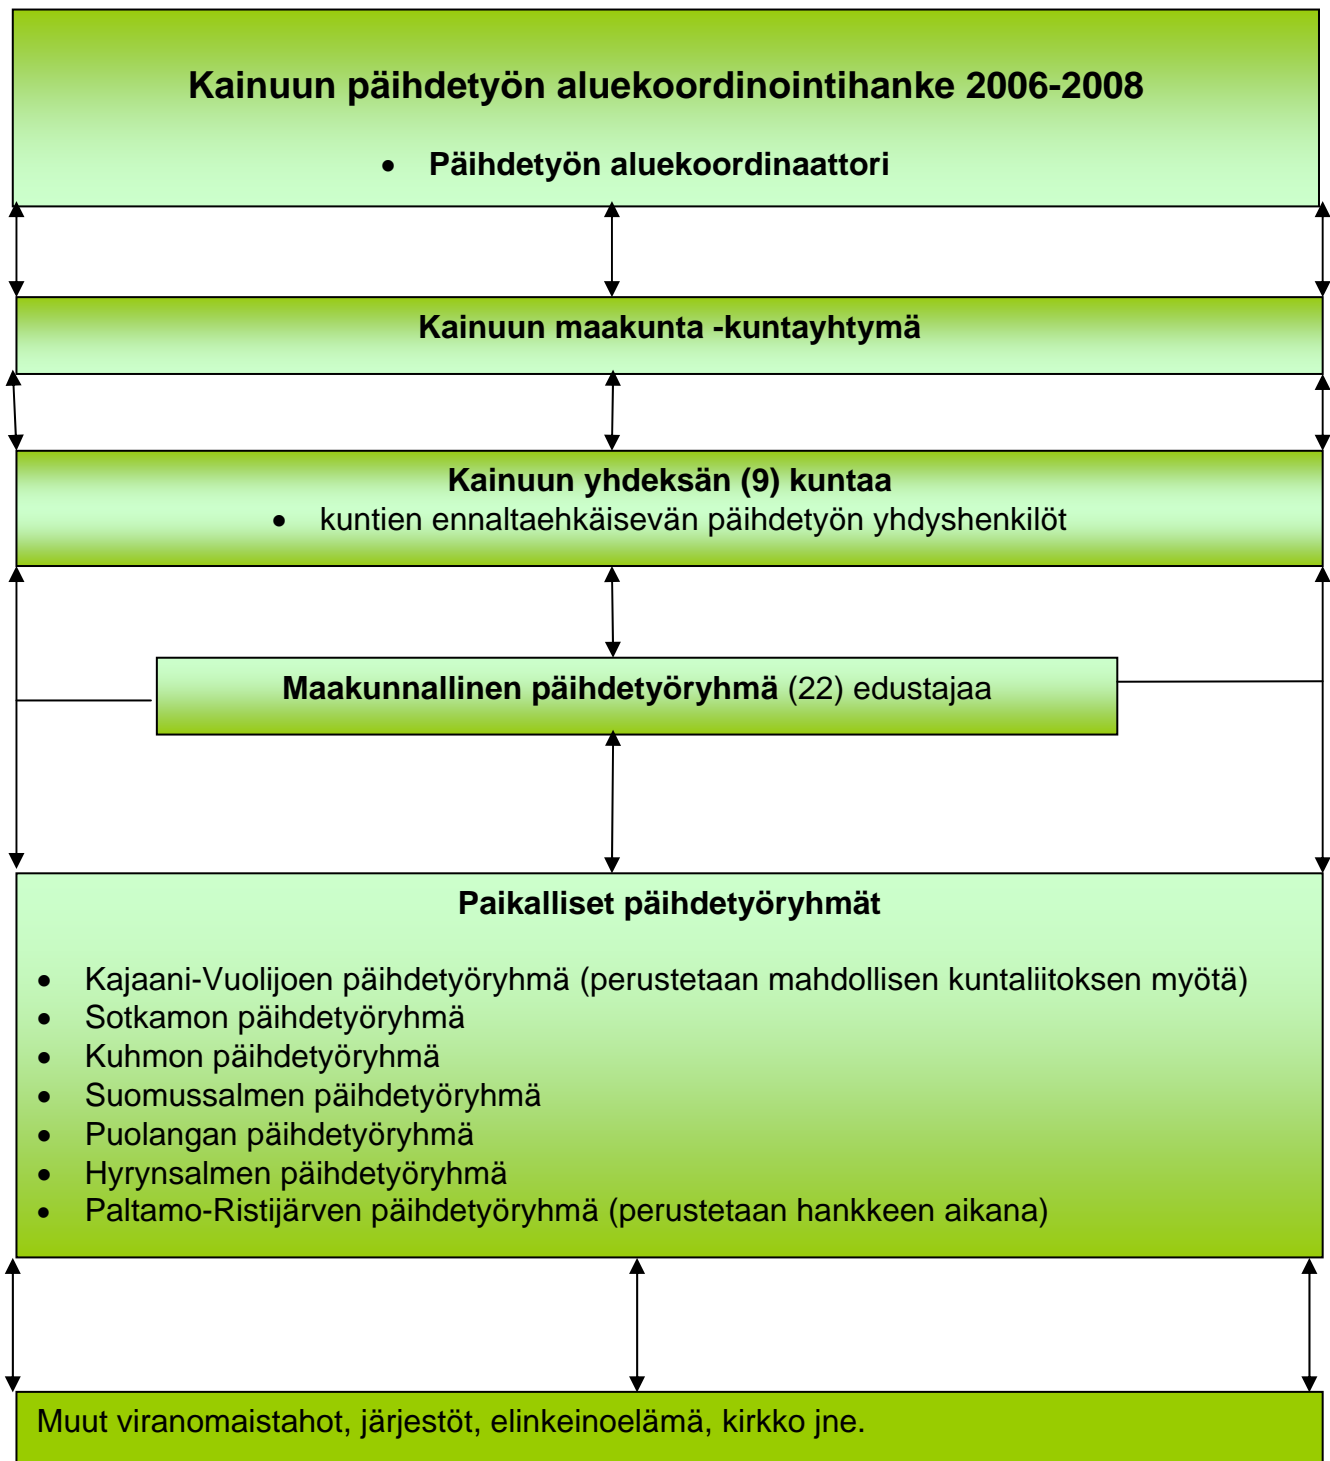 Kainuun päihdetyön aluekoordinointihanke 2006-2008
• Päihdetyön aluekoordinaattori
Kainuun maakunta -kuntayhtymä
Kainuun yhdeksän (9) kuntaa
• kuntien ennaltaehkäisevän päihdetyön yhdyshenkilöt
Maakunnallinen päihdetyöryhmä (22) edustajaa
Paikalliset päihdetyöryhmät
• Kajaani-Vuolijoen päihdetyöryhmä (perustetaan mahdollisen kuntaliitoksen myötä)
• Sotkamon päihdetyöryhmä
• Kuhmon päihdetyöryhmä
• Suomussalmen päihdetyöryhmä
• Puolangan päihdetyöryhmä
• Hyrynsalmen päihdetyöryhmä
• Paltamo-Ristijärven päihdetyöryhmä (perustetaan hankkeen aikana)
Muut viranomaistahot, järjestöt, elinkeinoelämä, kirkko jne.